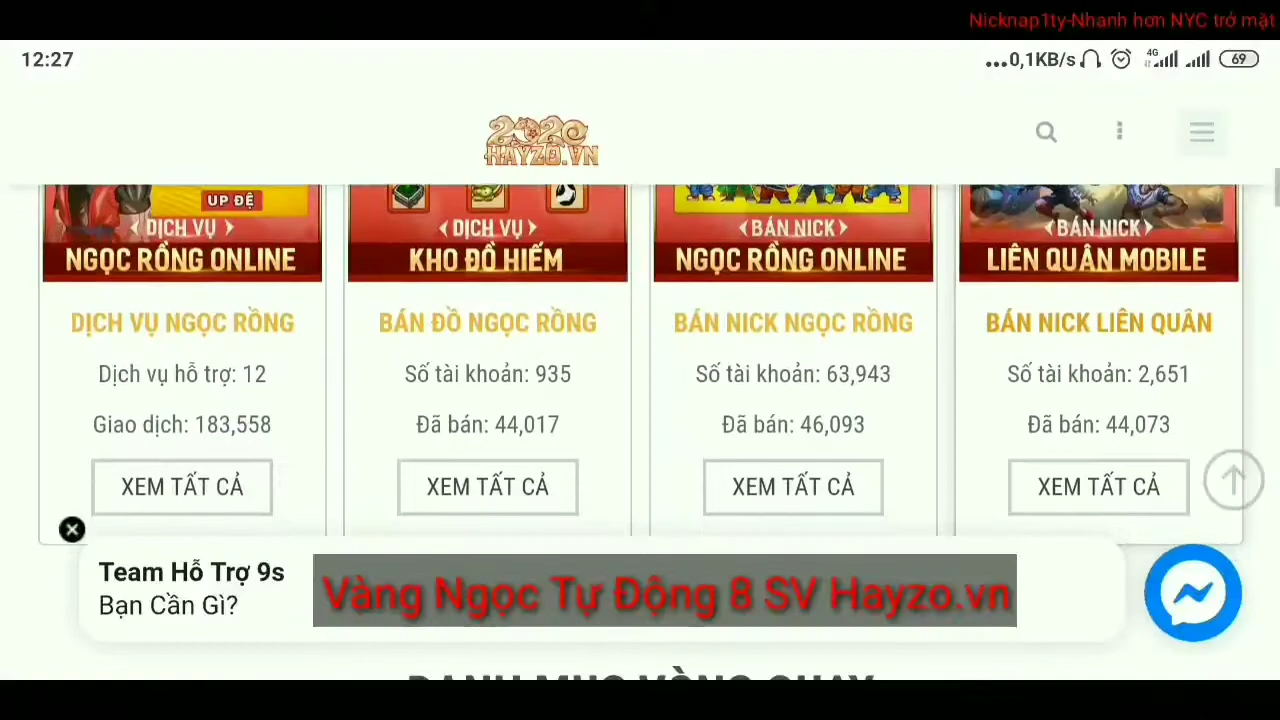 Nicknap1ty-Nhanh hơn NYC trở mặt
12:27
...0,1KB/s 4G 69
2020
HAYZO.VN
UP ĐỆ
DỊCH VỤ
NGỌC RỒNG ONLINE
DỊCH VỤ
KHO ĐỒ HIẾM
BÁN NICK
NGỌC RỒNG ONLINE
BÁN NICK
LIÊN QUÂN MOBILE
DỊCH VỤ NGỌC RỒNG
Dịch vụ hỗ trợ: 12
Giao dịch: 183,558
XEM TẤT CẢ
BÁN ĐỒ NGỌC RỒNG
Số tài khoản: 935
Đã bán: 44,017
XEM TẤT CẢ
BÁN NICK NGỌC RỒNG
Số tài khoản: 63,943
Đã bán: 46,093
XEM TẤT CẢ
BÁN NICK LIÊN QUÂN
Số tài khoản: 2,651
Đã bán: 44,073
XEM TẤT CẢ
Team Hỗ Trợ 9s
Bạn Cần Gì?
Vàng Ngọc Tự Động 8 SV Hayzo.vn
DANH MỤC VÒNG QUAY